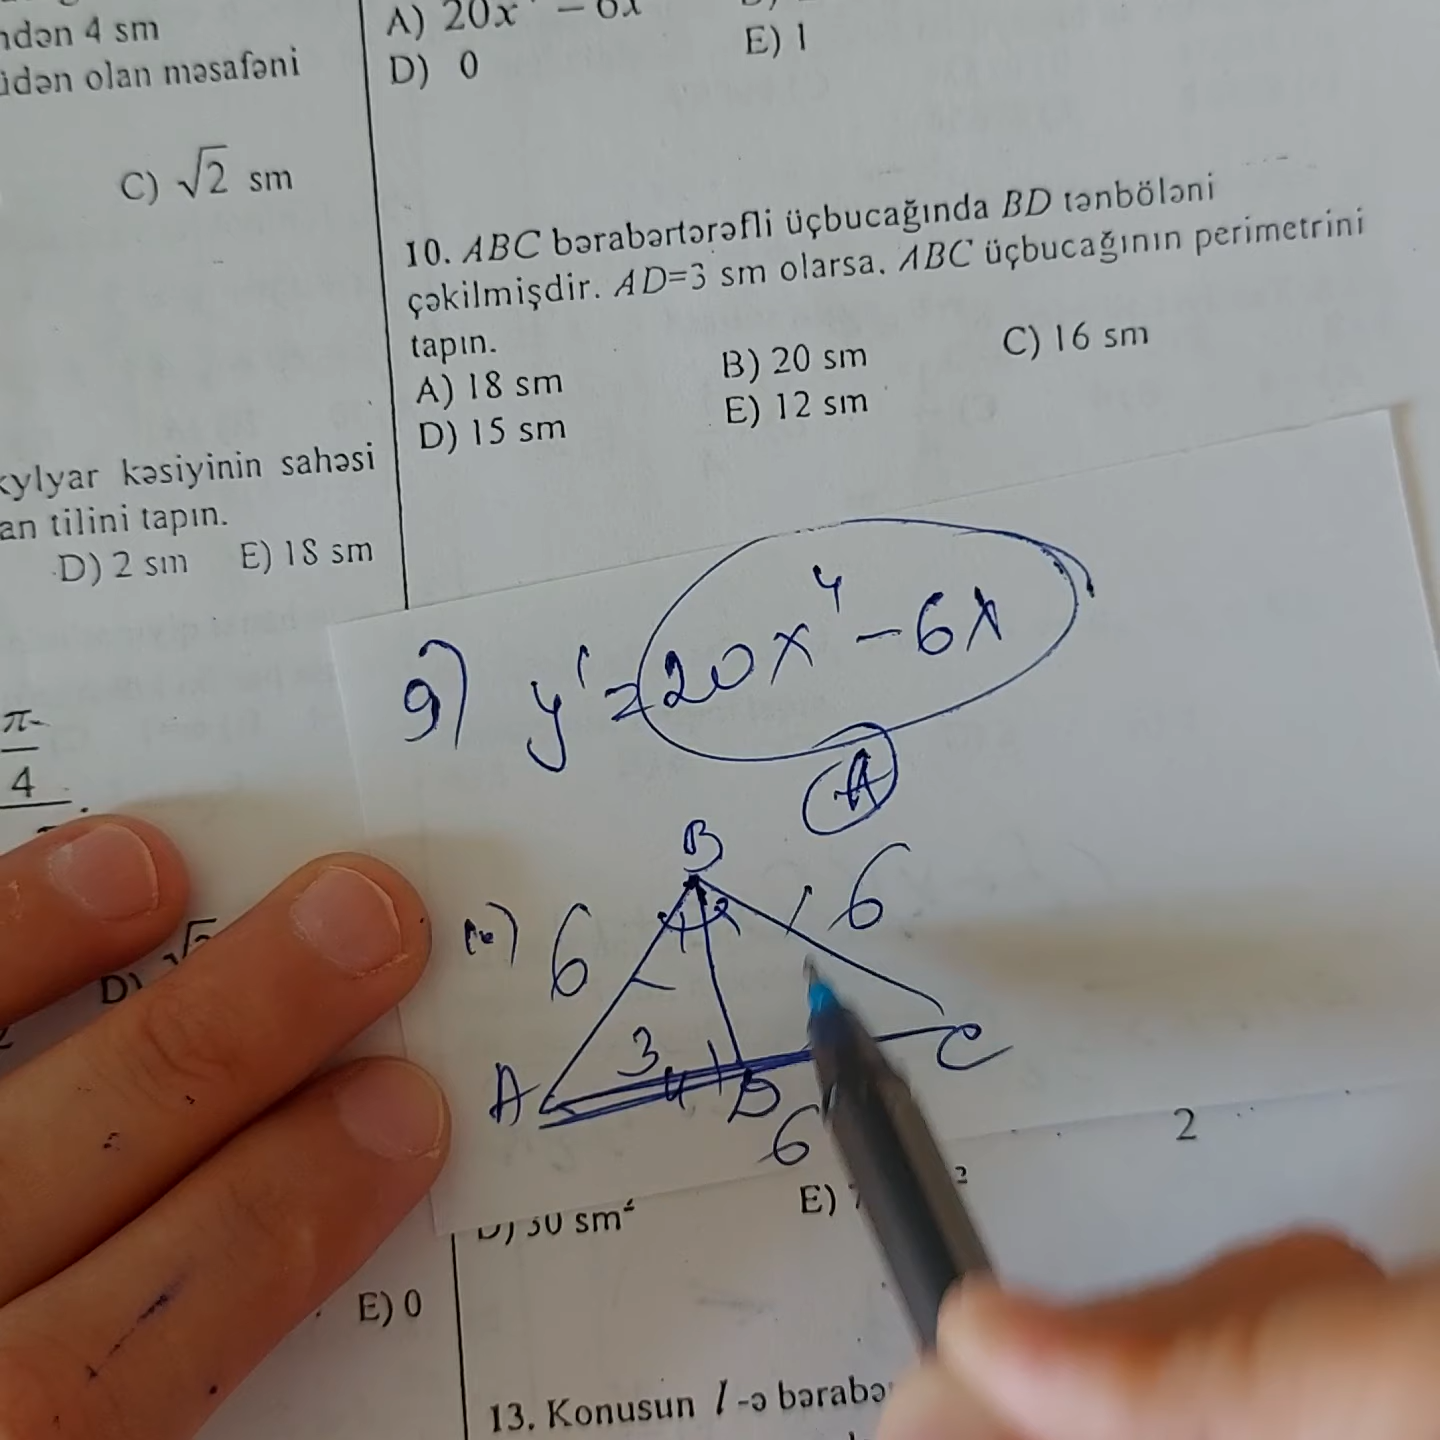 ndən 4 sm
üdən olan məsafəni
C) √2 sm
kylyar kəsiyinin sahəsi
an tilini tapın.
D) 2 sm E) 18 sm
π
4
D)
E) 0
A) 20x - 6x
D) 0 E) 1
10. ABC bərabərtərəfli üçbucağında BD tənböləni
çəkilmişdir. AD=3 sm olarsa, ABC üçbucağının perimetrini
tapın.
A) 18 sm B) 20 sm C) 16 sm
D) 15 sm E) 12 sm
9) y' = 20x⁴ - 6x
A
B
6 6
3
A D C
6
2
D) 30 sm² E)
13. Konusun l -ə bərabə